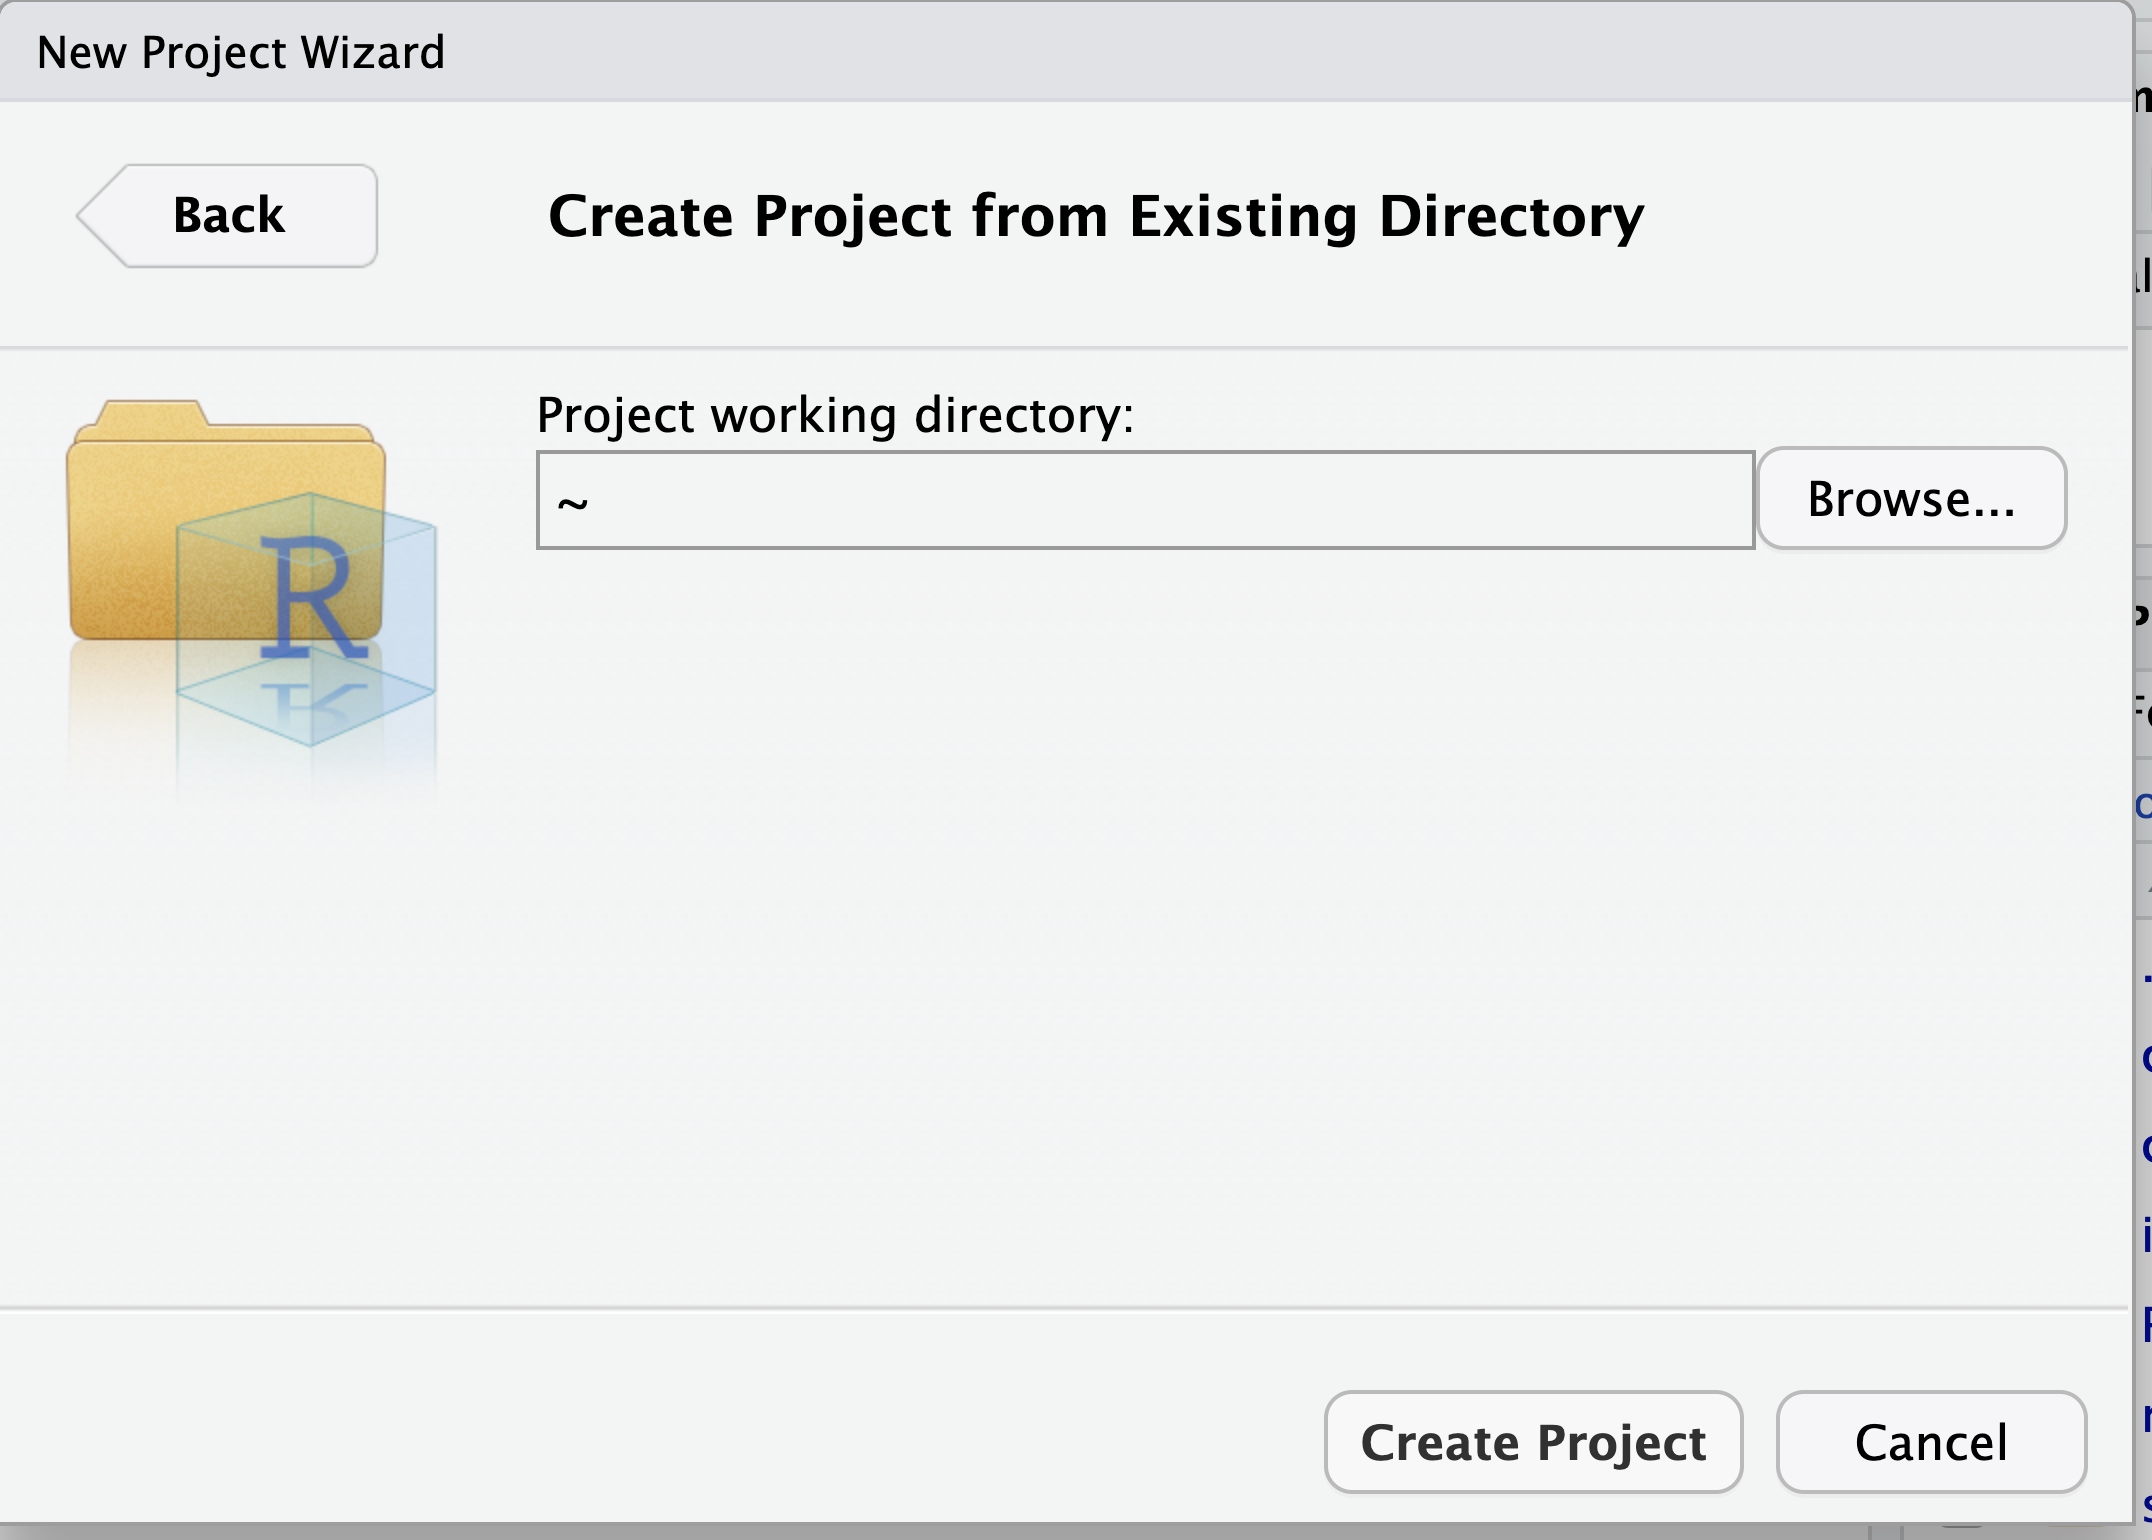 New Project Wizard
Back
Create Project from Existing Directory
Project working directory:
~
Browse...
R
Create Project
Cancel